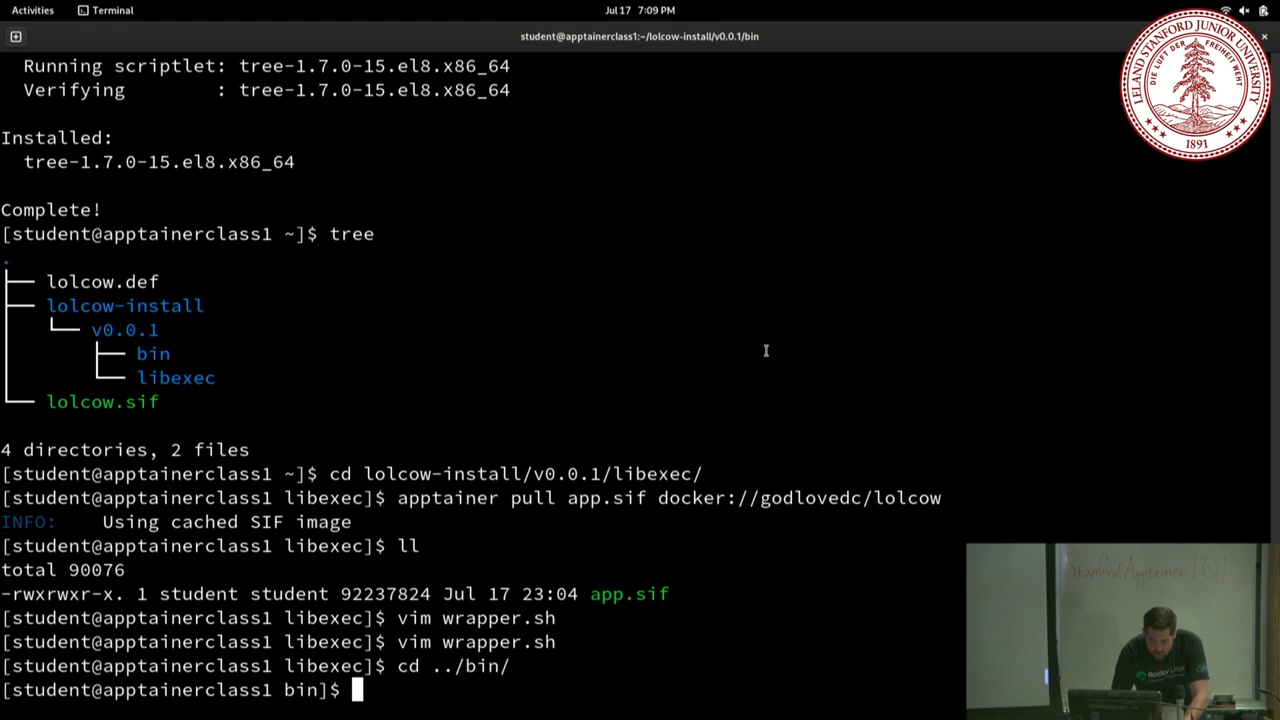 Activities Terminal Jul 17 7:09 PM
student@apptainerclass1:~/lolcow-install/v0.0.1/bin
Running scriptlet: tree-1.7.0-15.el8.x86_64
Verifying : tree-1.7.0-15.el8.x86_64
Installed:
tree-1.7.0-15.el8.x86_64
Complete!
[student@apptainerclass1 ~]$ tree
.
├── lolcow.def
├── lolcow-install
│   └── v0.0.1
│       ├── bin
│       └── libexec
└── lolcow.sif
4 directories, 2 files
[student@apptainerclass1 ~]$ cd lolcow-install/v0.0.1/libexec/
[student@apptainerclass1 libexec]$ apptainer pull app.sif docker://godlovedc/lolcow
INFO: Using cached SIF image
[student@apptainerclass1 libexec]$ ll
total 90076
-rwxrwxr-x. 1 student student 92237824 Jul 17 23:04 app.sif
[student@apptainerclass1 libexec]$ vim wrapper.sh
[student@apptainerclass1 libexec]$ vim wrapper.sh
[student@apptainerclass1 libexec]$ cd ../bin/
[student@apptainerclass1 bin]$
LELAND STANFORD JUNIOR UNIVERSITY
DIE LUFT DER FREIHEIT WEHT
1891
Stanford Apptainer 101
Rocky Linux